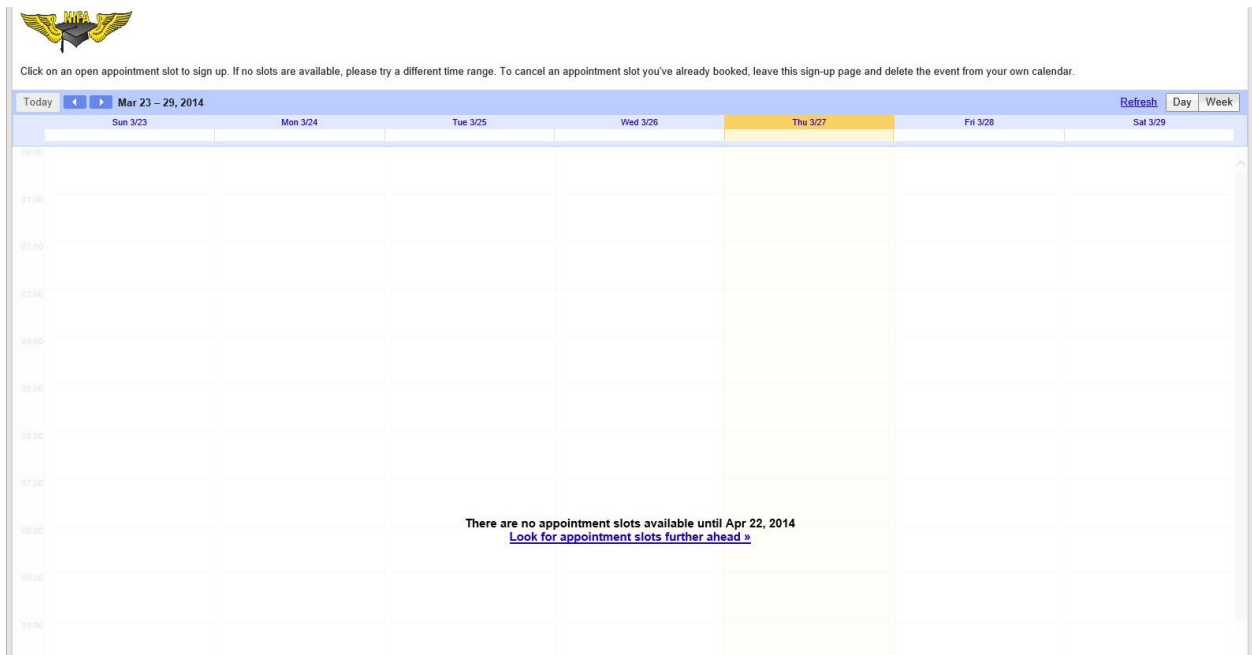 NIFA
Click on an open appointment slot to sign up. If no slots are available, please try a different time range. To cancel an appointment slot you've already booked, leave this sign-up page and delete the event from your own calendar.
Today Mar 23 – 29, 2014 Refresh Day Week
Sun 3/23 Mon 3/24 Tue 3/25 Wed 3/26 Thu 3/27 Fri 3/28 Sat 3/29
00:00
01:00
02:00
03:00
04:00
05:00
06:00
07:00
There are no appointment slots available until Apr 22, 2014
08:00
Look for appointment slots further ahead »
09:00
10:00